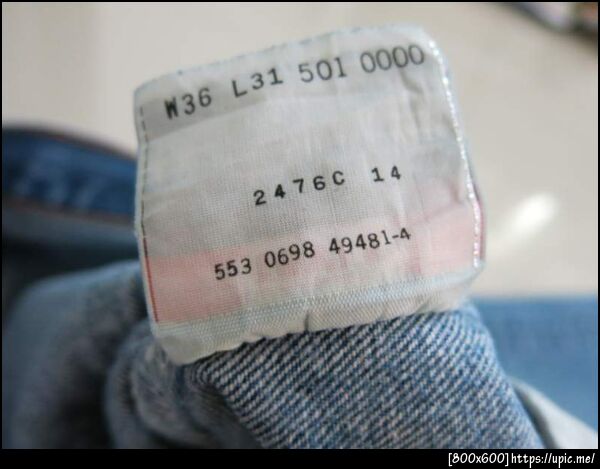 W36 L31 501 0000
2476C 14
553 0698 49481-4
[800x600]https://upic.me/